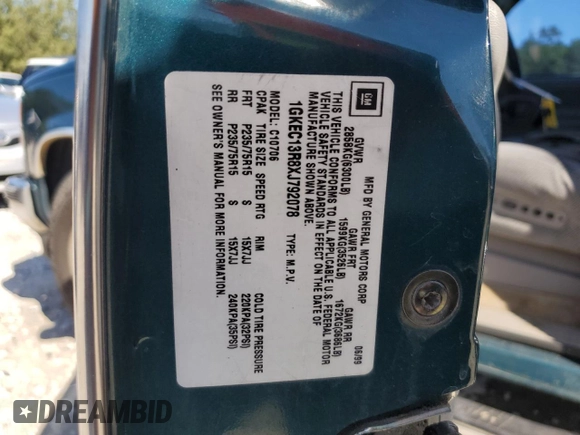 GM
MFD BY GENERAL MOTORS CORP 06/99
GVWR GAWR FRT GAWR RR
2858KG(6300LB) 1599KG(3526LB) 1672KG(3686LB)
THIS VEHICLE CONFORMS TO ALL APPLICABLE U.S. FEDERAL MOTOR
VEHICLE SAFETY STANDARDS IN EFFECT ON THE DATE OF
MANUFACTURE SHOWN ABOVE.
1GKEC13R8XJ792078 TYPE: M.P.V.
MODEL: C10706
CPAK TIRE SIZE SPEED RTG RIM COLD TIRE PRESSURE
FRT P235/75R15 S 15X7JJ 220KPA(32PSI)
RR P235/75R15 S 15X7JJ 240KPA(35PSI)
SEE OWNER'S MANUAL FOR MORE INFORMATION.
DREAMBID